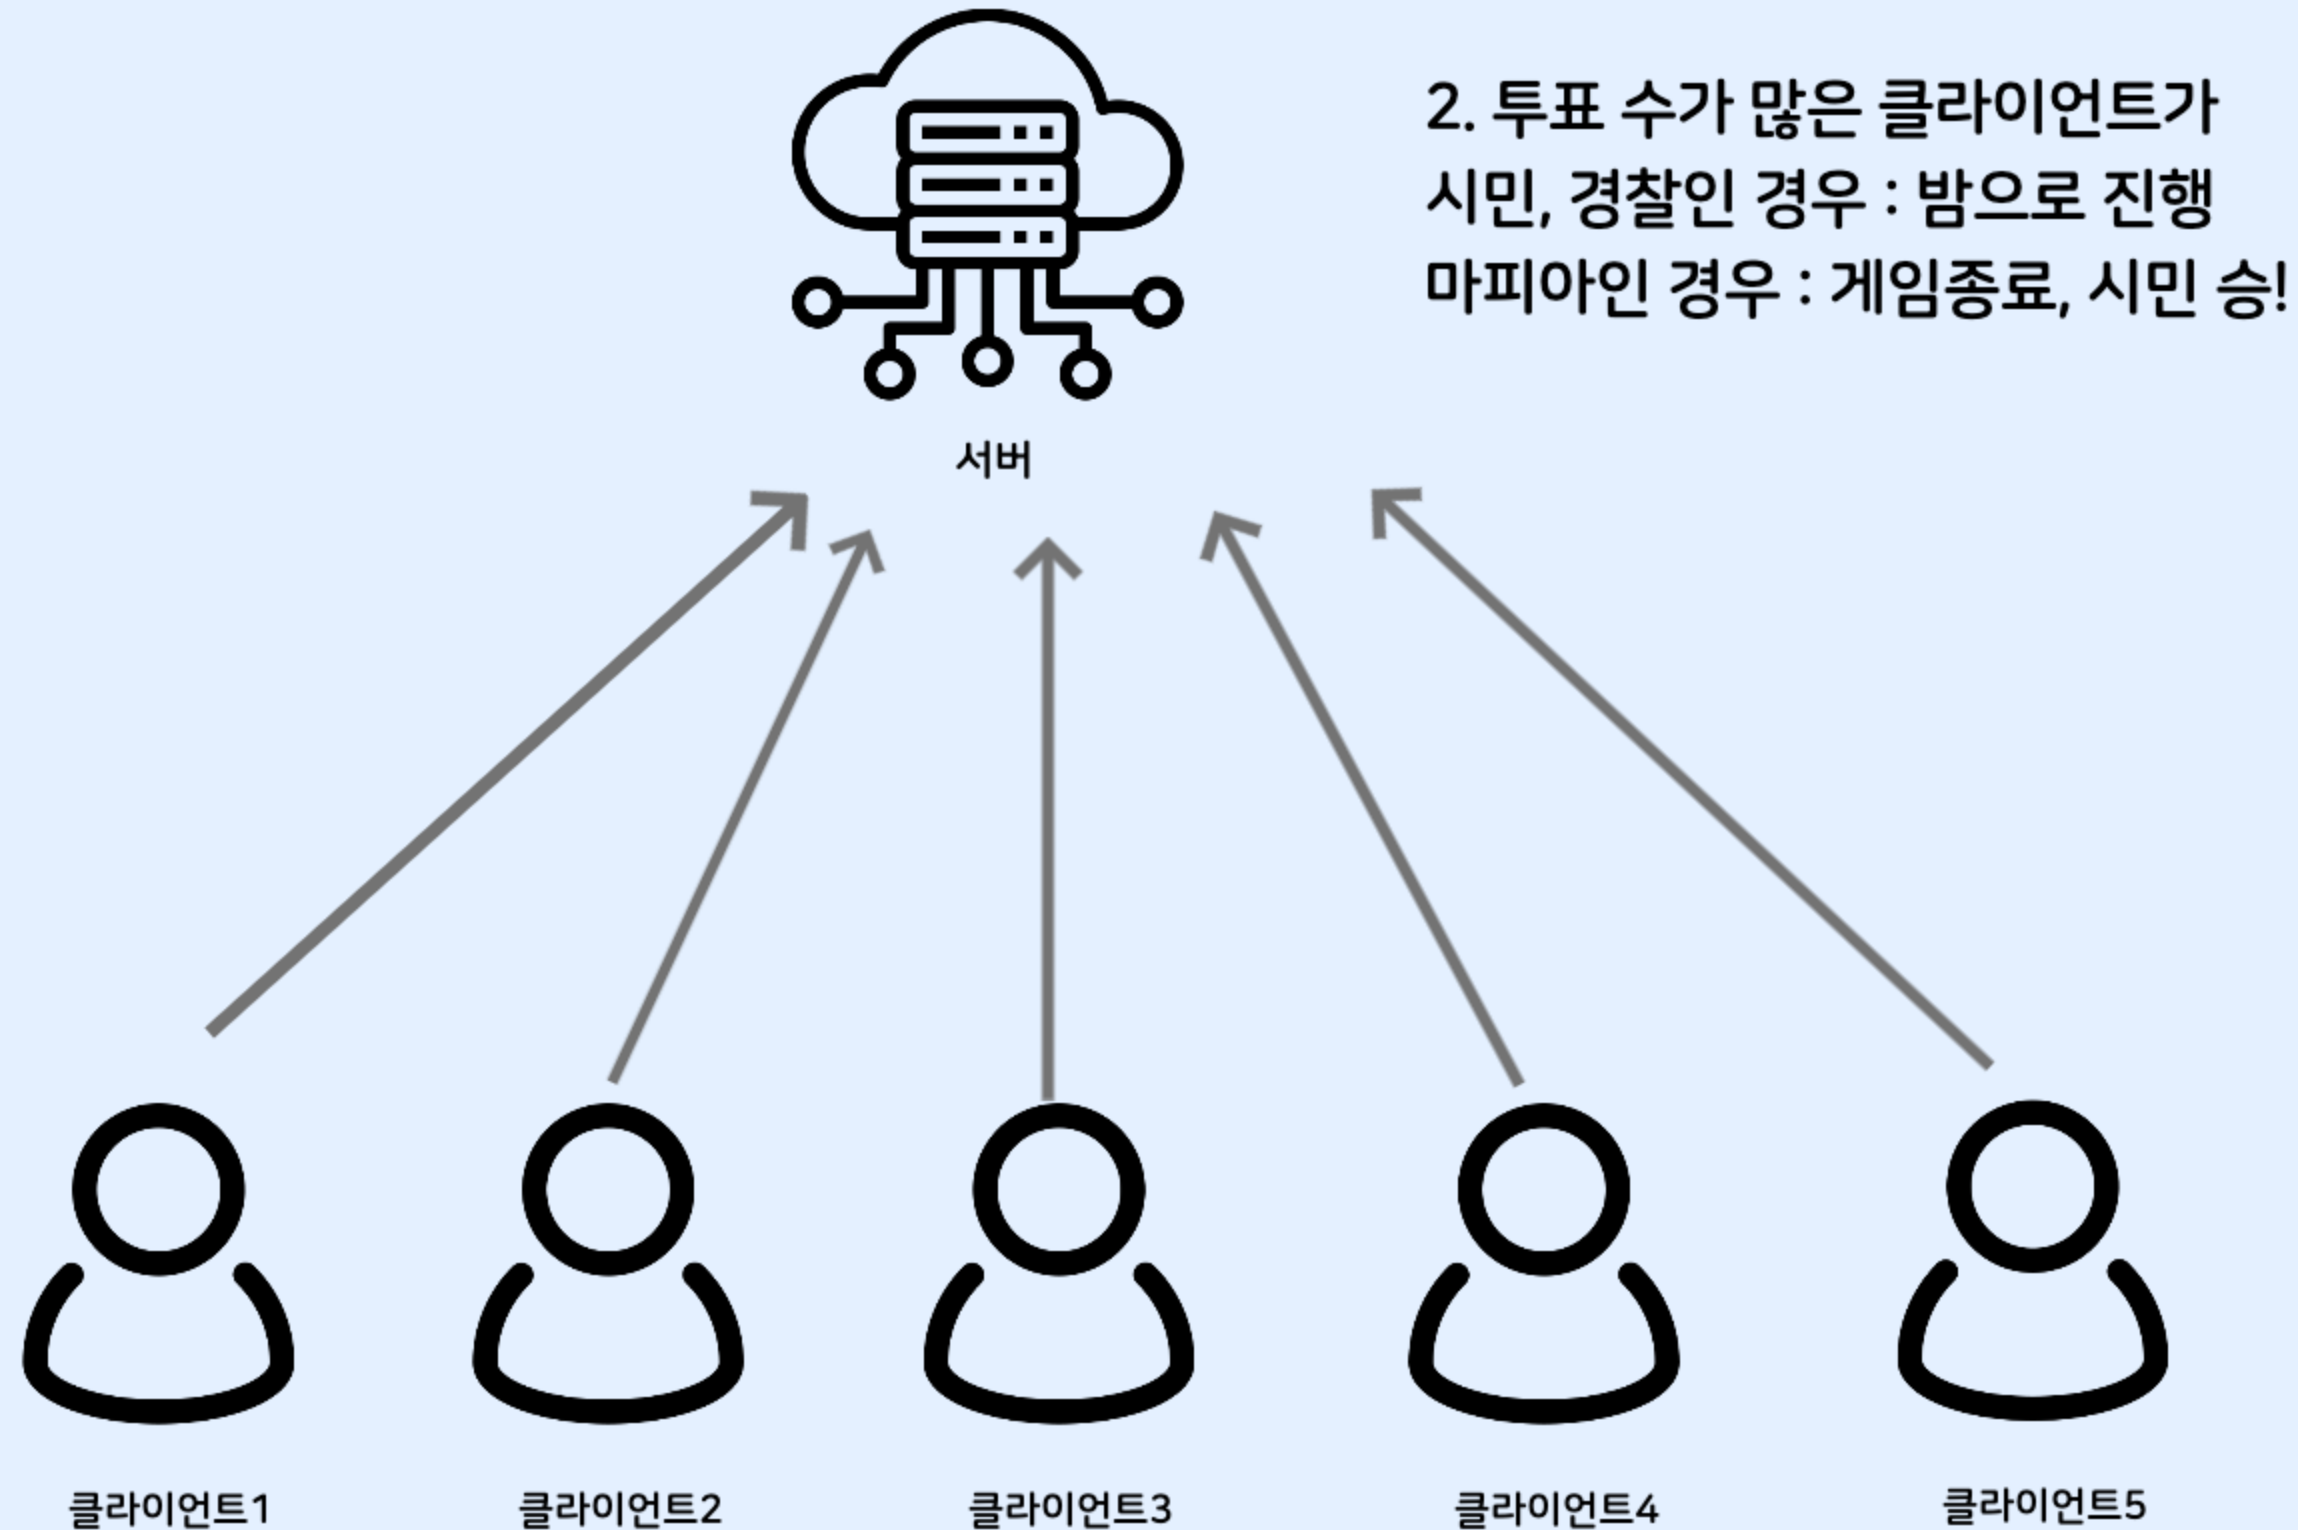 2. 투표 수가 많은 클라이언트가
시민, 경찰인 경우 : 밤으로 진행
마피아인 경우 : 게임종료, 시민 승!
서버
클라이언트1
클라이언트2
클라이언트3
클라이언트4
클라이언트5